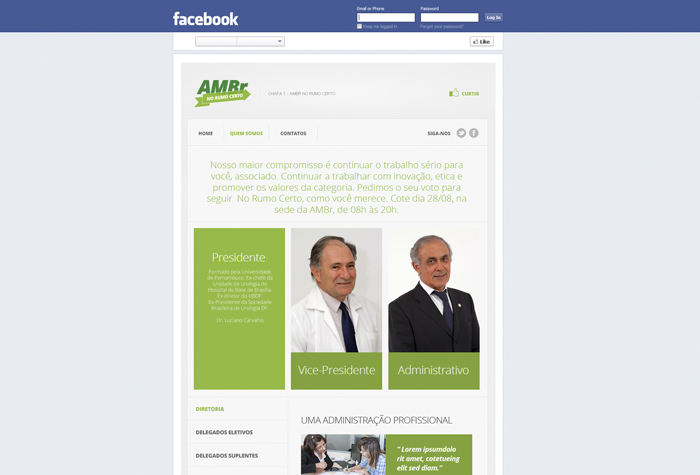 facebook
Email or Phone
Password
Log In
Keep me logged in
Forgot your password?
Like
AMBr
NO RUMO CERTO
CHAPA 1 - AMBR NO RUMO CERTO
CURTIR
HOME
QUEM SOMOS
CONTATOS
SIGA-NOS
Nosso maior compromisso é continuar o trabalho sério para
você, associado. Continuar a trabalhar com inovação, etica e
promover os valores da categoria. Pedimos o seu voto para
seguir No Rumo Certo, como você merece. Cote dia 28/08, na
sede da AMBr, de 08h às 20h.
Presidente
Formado pela Universidade
de Pernambuco. Ex-chefe da
Unidade de Urologia do
Hospital de Base de Brasília.
Ex-diretor do HBDF.
Ex-Presidente da Sociedade
Brasileira de Urologia DF.
Dr. Luciano Carvalho
Vice-Presidente
Administrativo
DIRETORIA
DELEGADOS ELETIVOS
DELEGADOS SUPLENTES
UMA ADMINISTRAÇÃO PROFISSIONAL
" Lorem ipsumdolo
rit amet, cotetueing
elit sed diam."